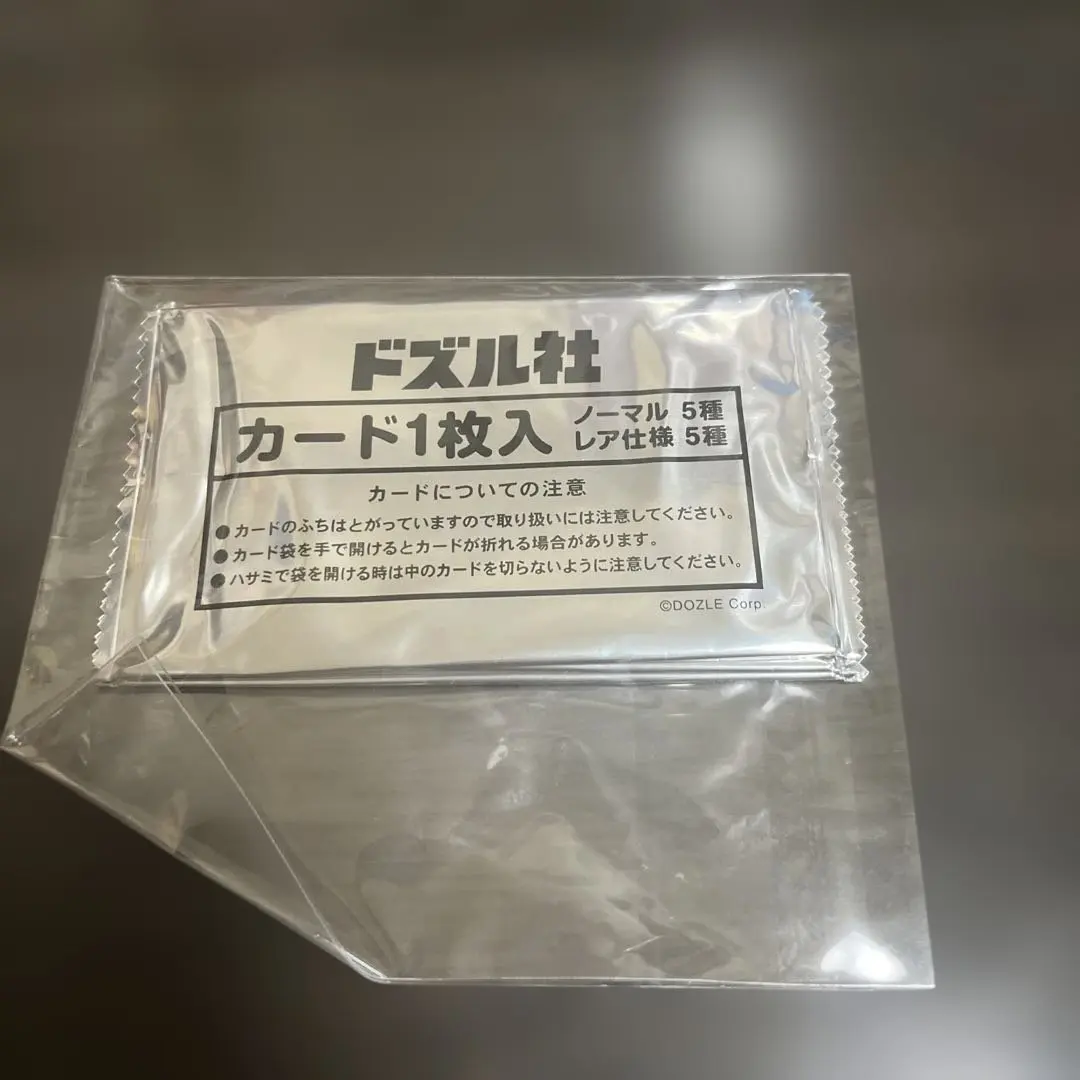 ドズル社
カード1枚入
ノーマル 5種
レア仕様 5種
カードについての注意
●カードのふちはとがっていますので取り扱いには注意してください。
●カード袋を手で開けるとカードが折れる場合があります。
●ハサミで袋を開ける時は中のカードを切らないように注意してください。
©DOZLE Corp.